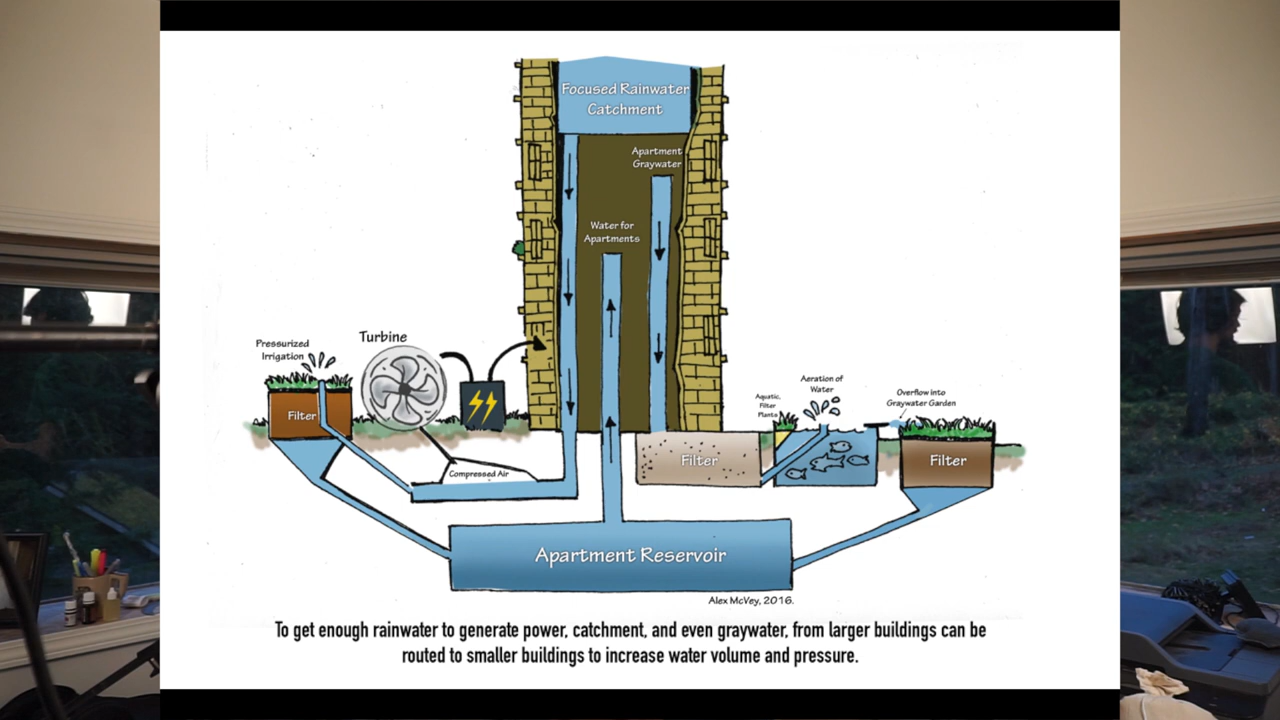 Focused Rainwater
Catchment
Apartment
Graywater
Water for
Apartments
Turbine
Pressurized
Irrigation
Filter
Compressed Air
Aquatic,
Filter
Plants
Aeration of
Water
Overflow into
Graywater Garden
Filter
Filter
Apartment Reservoir
Alex McVey, 2016.
To get enough rainwater to generate power, catchment, and even graywater, from larger buildings can be
routed to smaller buildings to increase water volume and pressure.